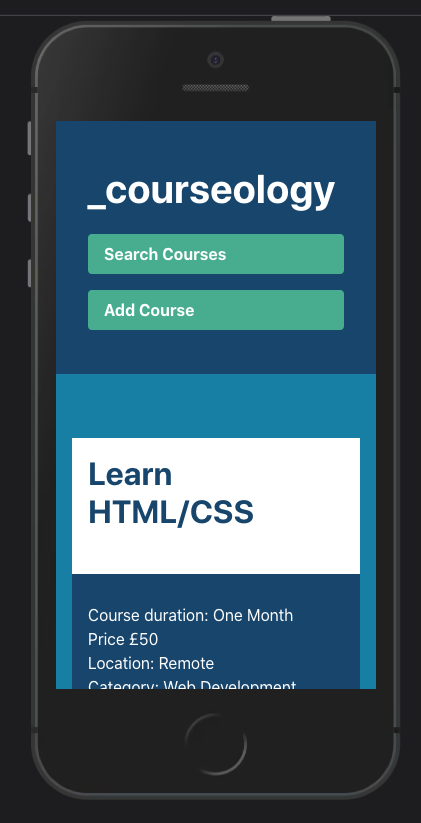 _courseology
Search Courses
Add Course
Learn
HTML/CSS
Course duration: One Month
Price £50
Location: Remote
Category: Web Development